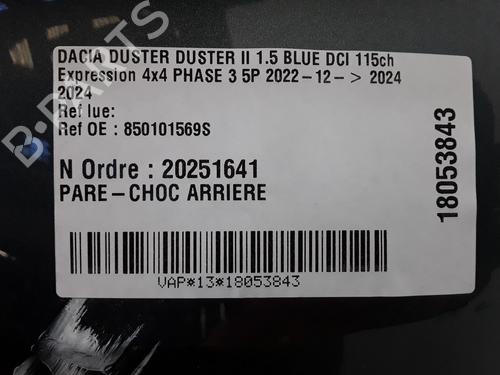 DACIA DUSTER DUSTER II 1.5 BLUE DCI 115ch
Expression 4x4 PHASE 3 5P 2022-12-> 2024
2024
Ref lue:
Ref OE : 850101569S
N Ordre : 20251641
PARE-CHOC ARRIERE
VAP*13*18053843
18053843
B-PARTS